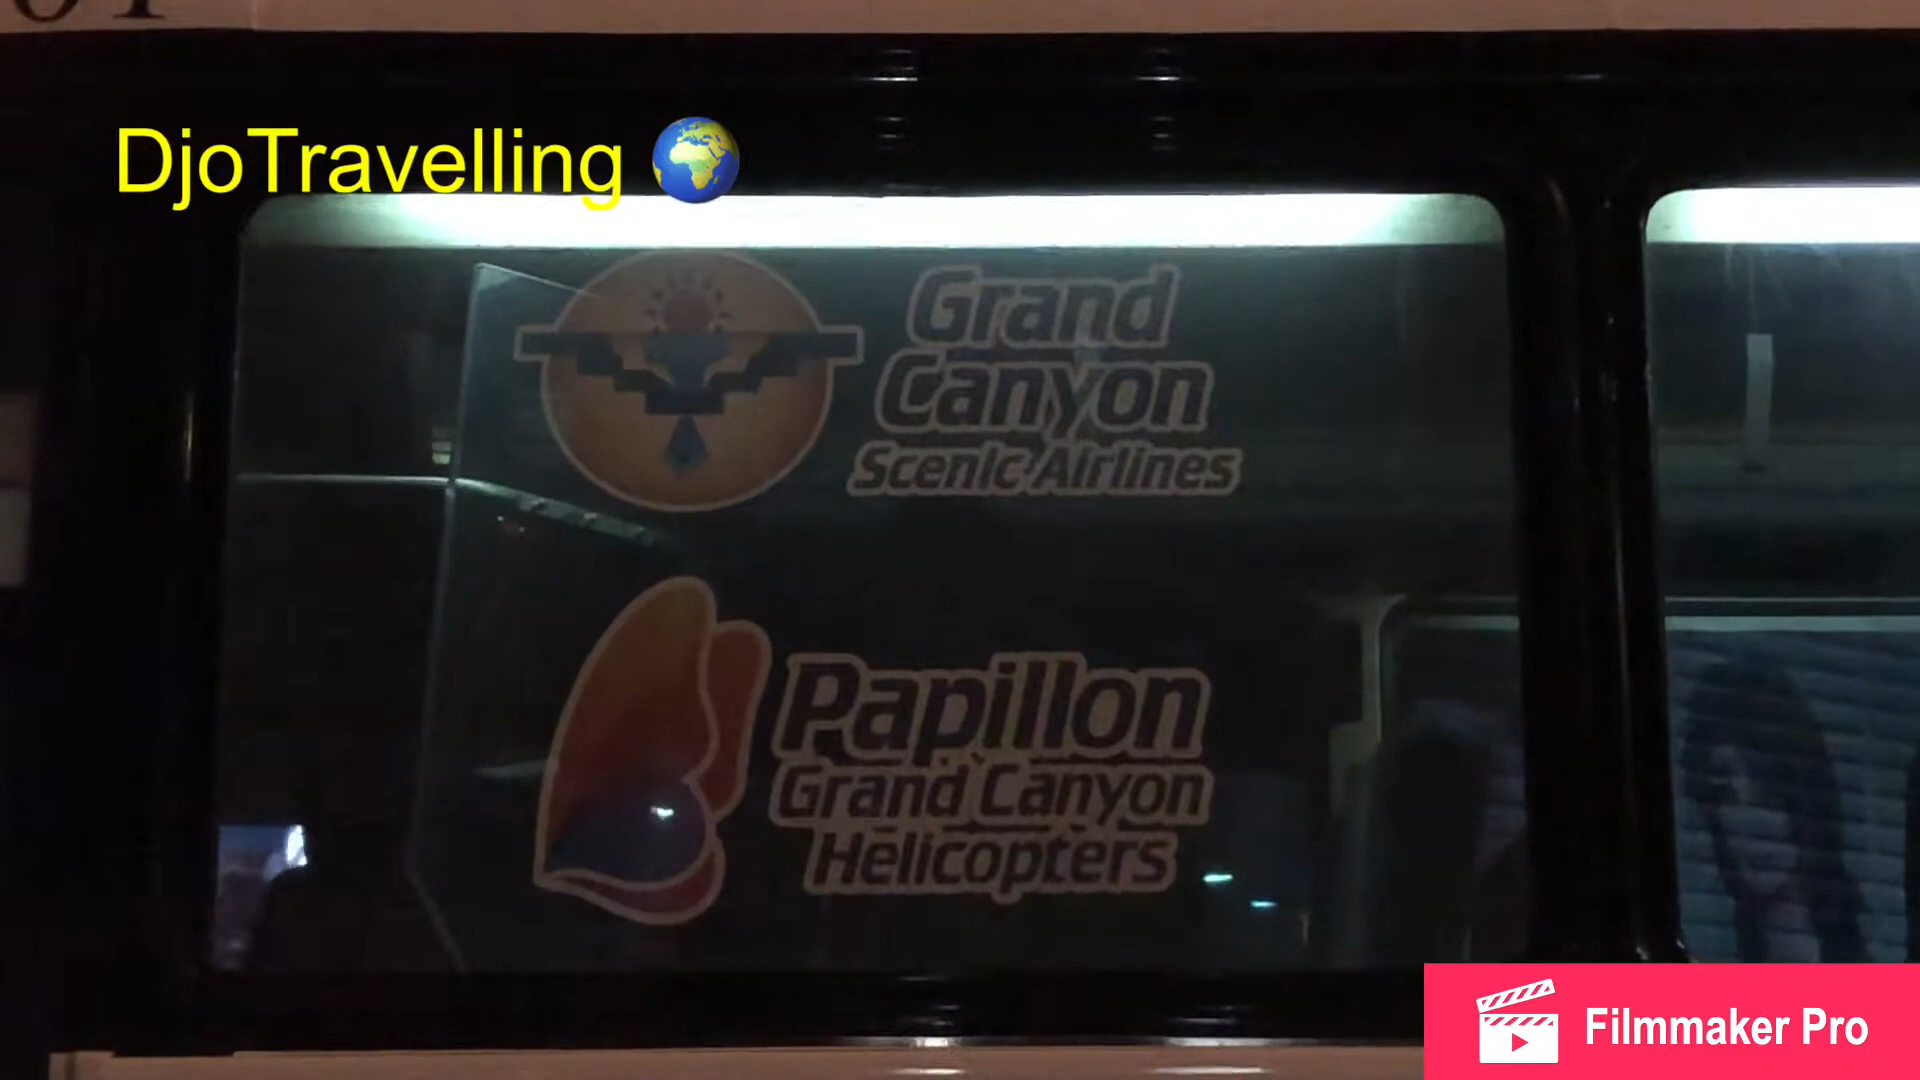 DjoTravelling
Grand
Canyon
Scenic Airlines
Papillon
Grand Canyon
Helicopters
Filmmaker Pro